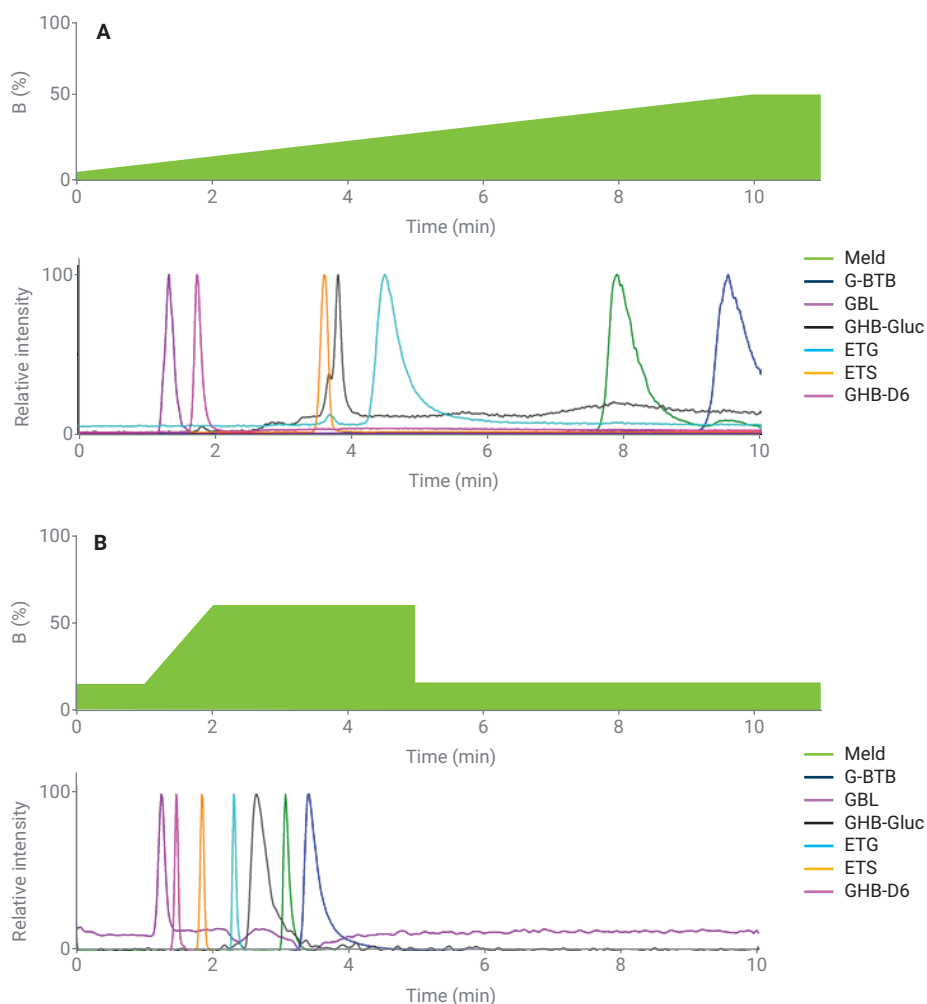 A
B (%)
100
50
0
0 2 4 6 8 10
Time (min)
Relative intensity
100
0
0 2 4 6 8 10
Time (min)
Meld
G-BTB
GBL
GHB-Gluc
ETG
ETS
GHB-D6
B
B (%)
100
50
0
0 2 4 6 8 10
Time (min)
Relative intensity
100
0
0 2 4 6 8 10
Time (min)
Meld
G-BTB
GBL
GHB-Gluc
ETG
ETS
GHB-D6